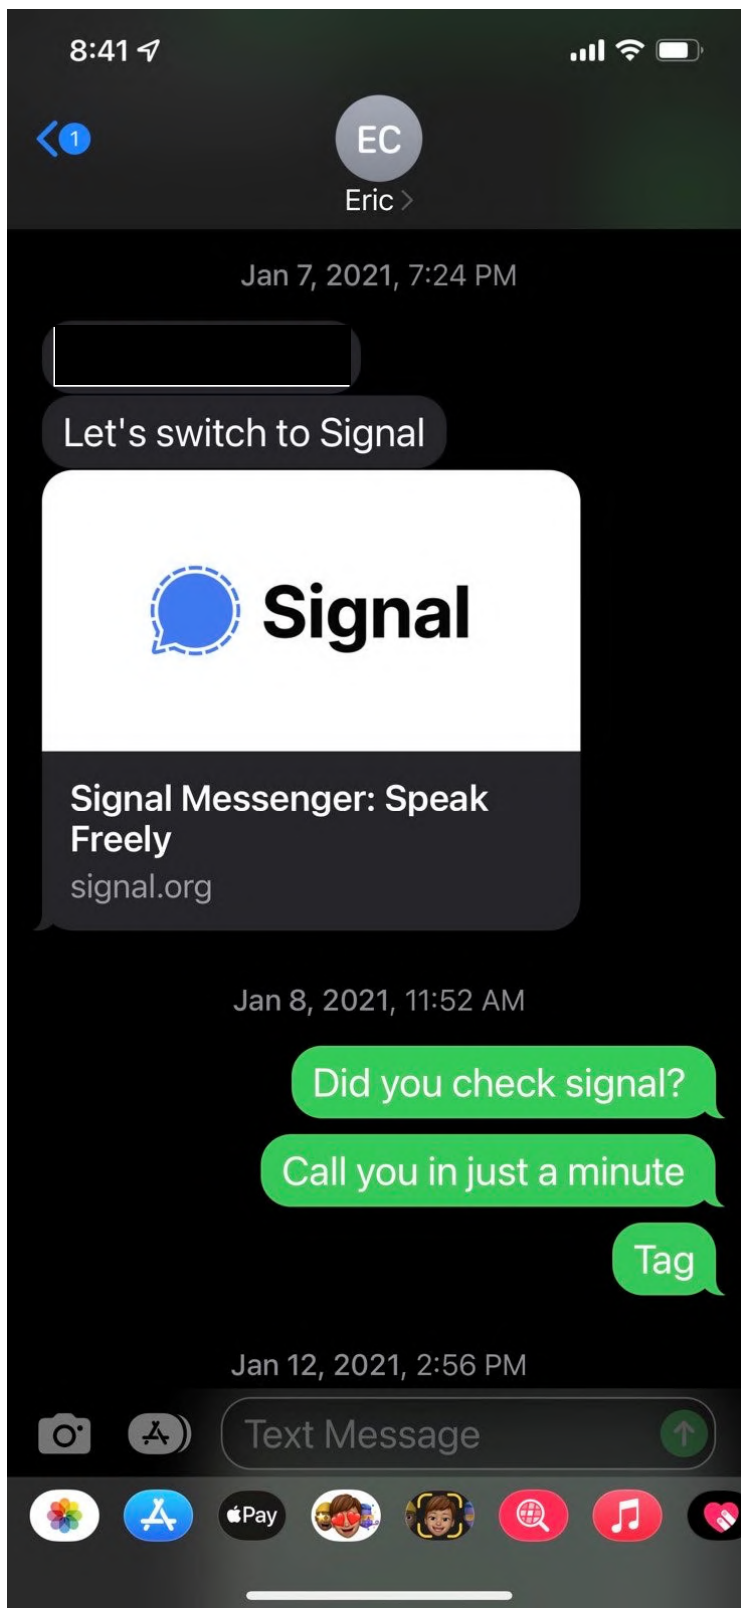 8:41
1
EC
Eric
Jan 7, 2021, 7:24 PM
Let's switch to Signal
Signal
Signal Messenger: Speak
Freely
signal.org
Jan 8, 2021, 11:52 AM
Did you check signal?
Call you in just a minute
Tag
Jan 12, 2021, 2:56 PM
Text Message
Pay